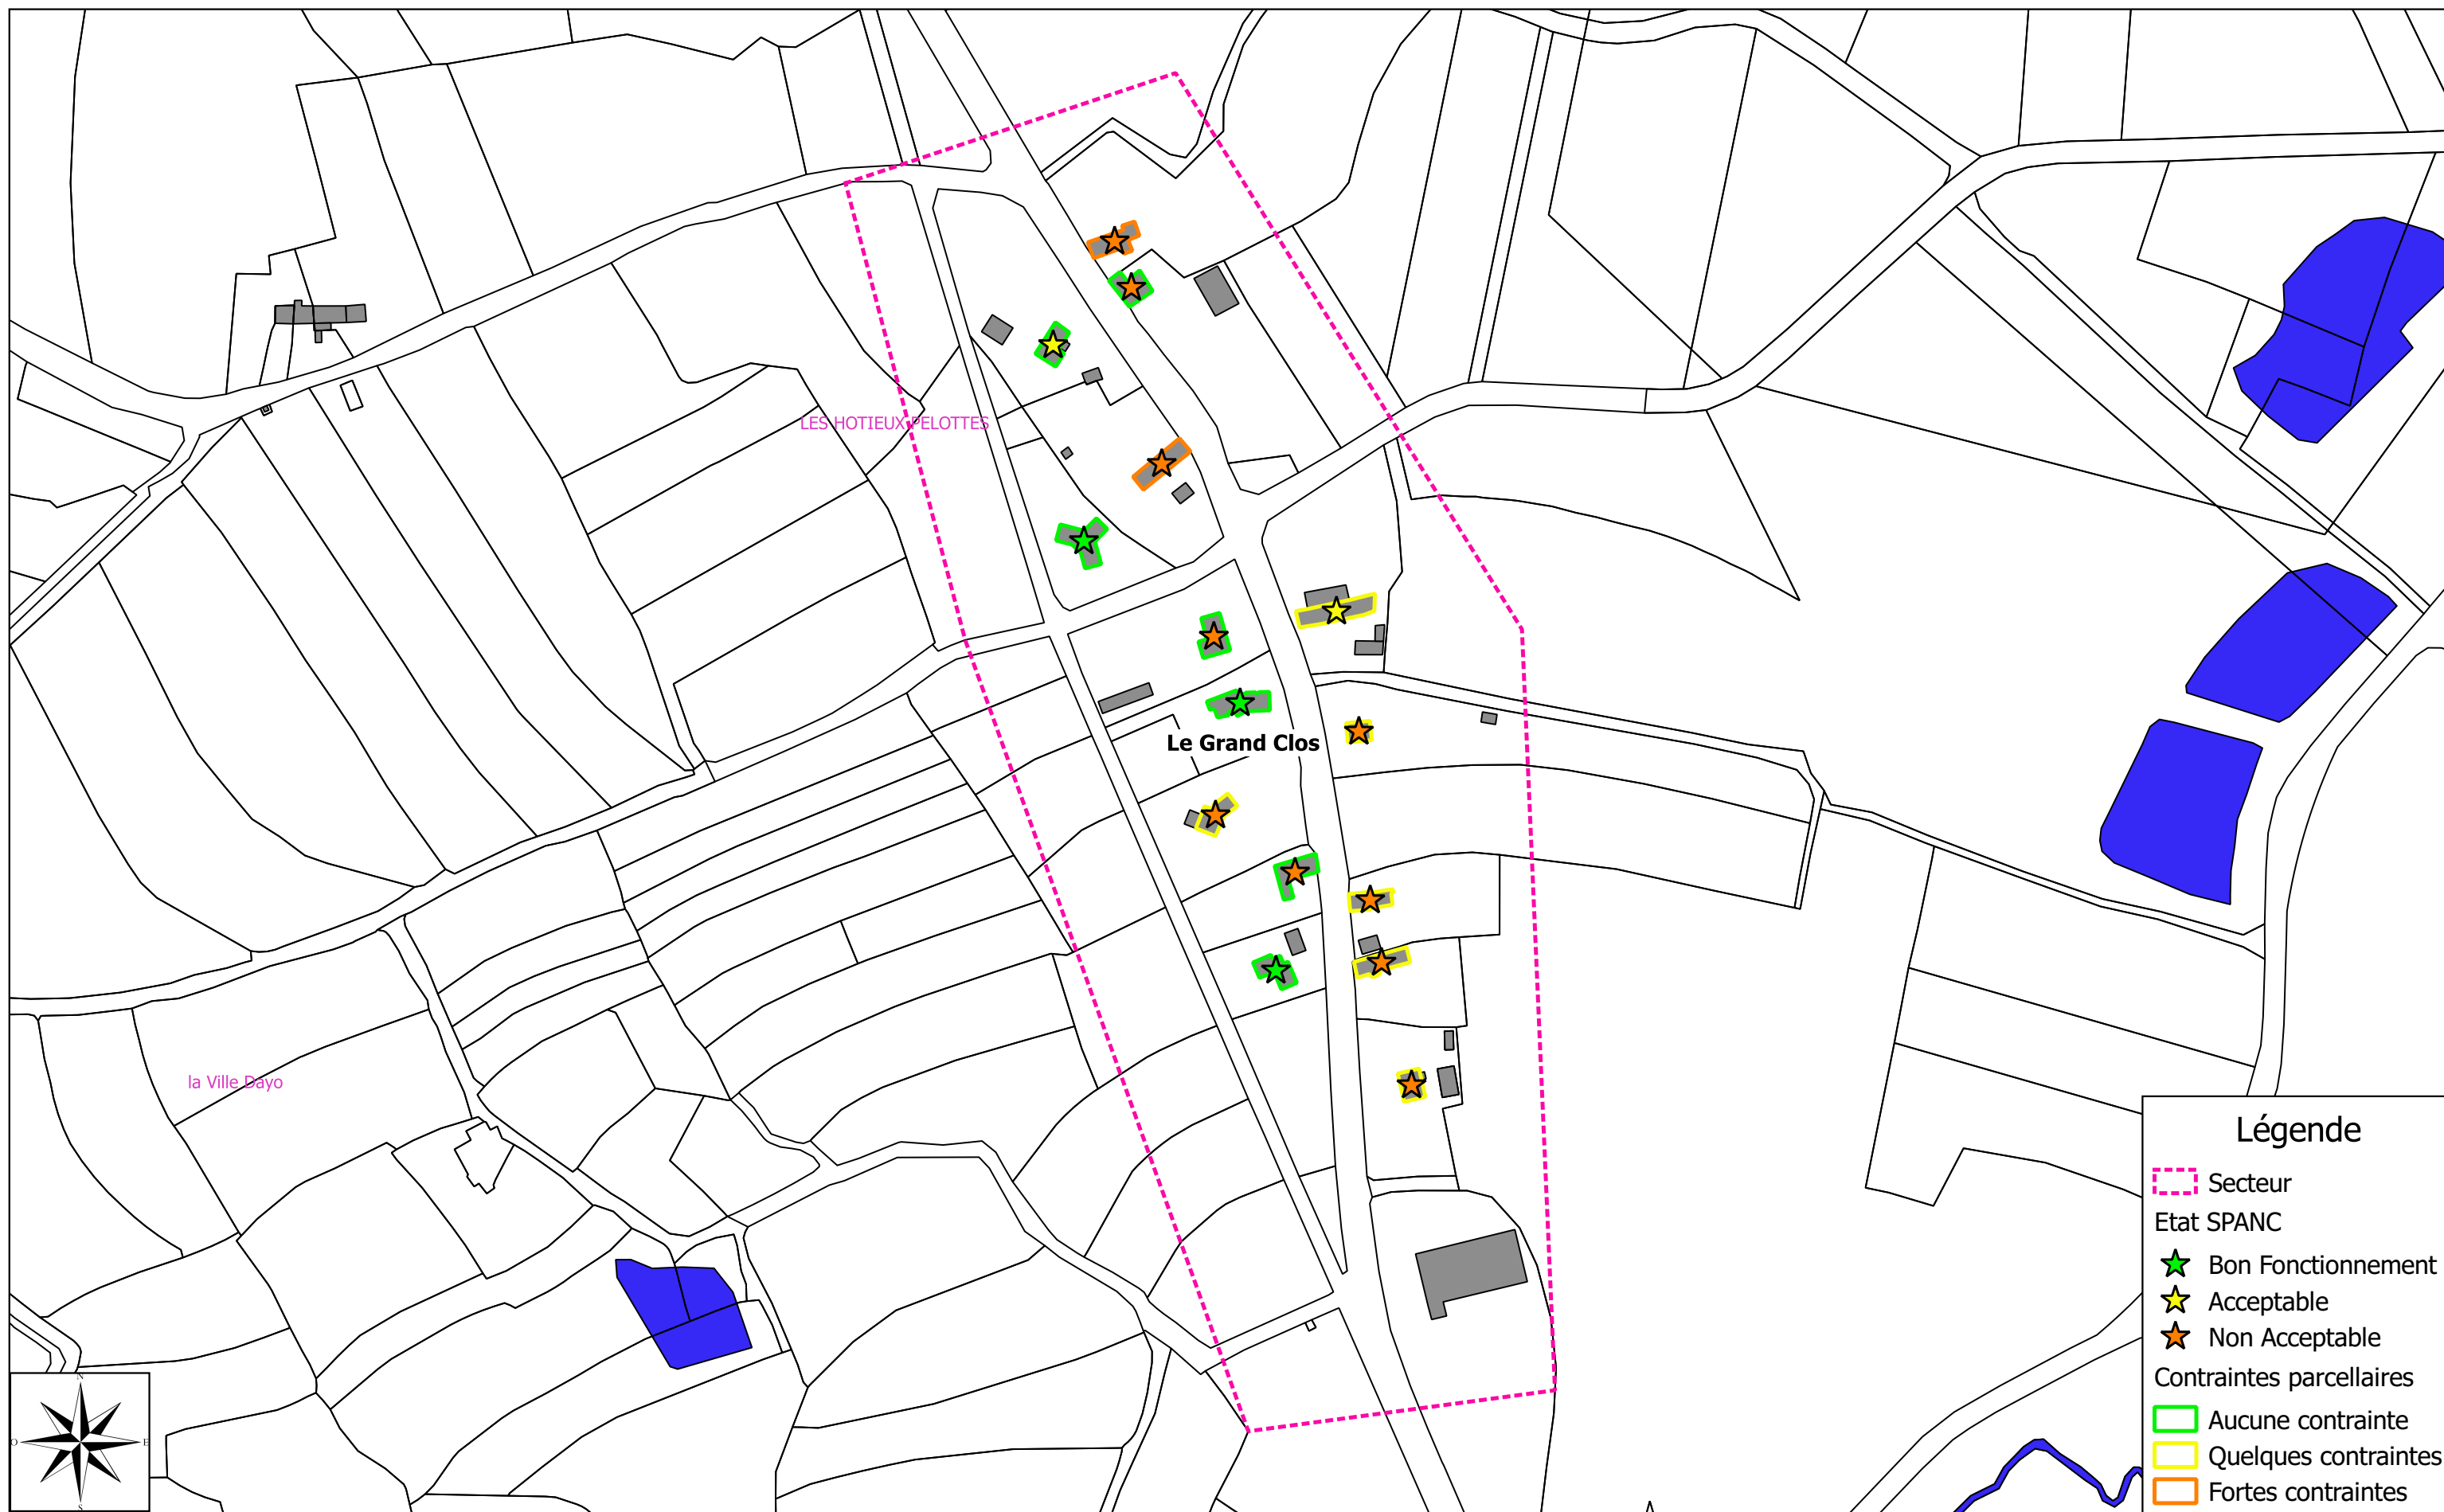 LES HOTIEUX PELOTTES
Le Grand Clos
la Ville Dayo
Légende
Secteur
Etat SPANC
Bon Fonctionnement
Acceptable
Non Acceptable
Contraintes parcellaires
Aucune contrainte
Quelques contraintes
Fortes contraintes
N
O E
S